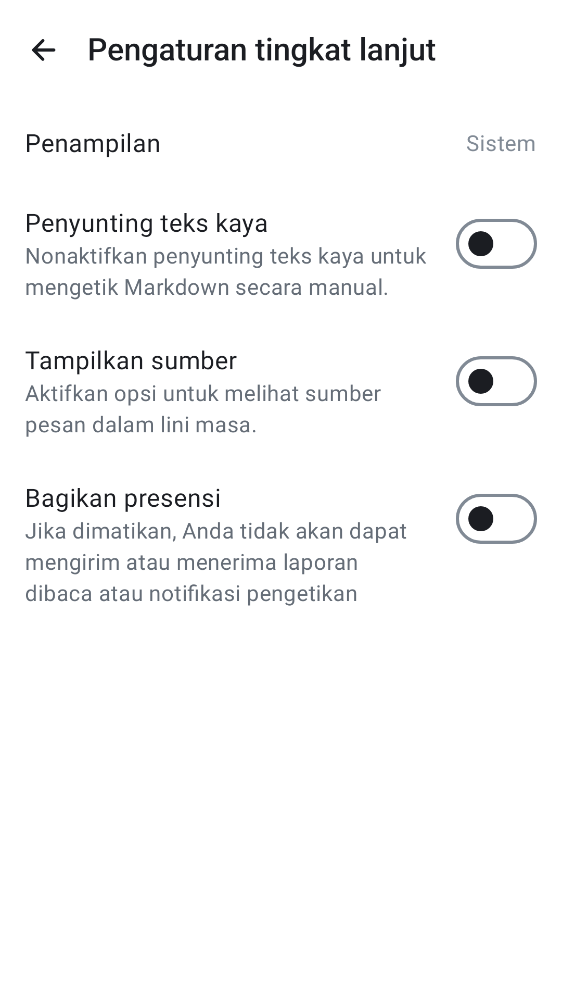 Pengaturan tingkat lanjut
Penampilan
Sistem
Penyunting teks kaya
Nonaktifkan penyunting teks kaya untuk
mengetik Markdown secara manual.
Tampilkan sumber
Aktifkan opsi untuk melihat sumber
pesan dalam lini masa.
Bagikan presensi
Jika dimatikan, Anda tidak akan dapat
mengirim atau menerima laporan
dibaca atau notifikasi pengetikan